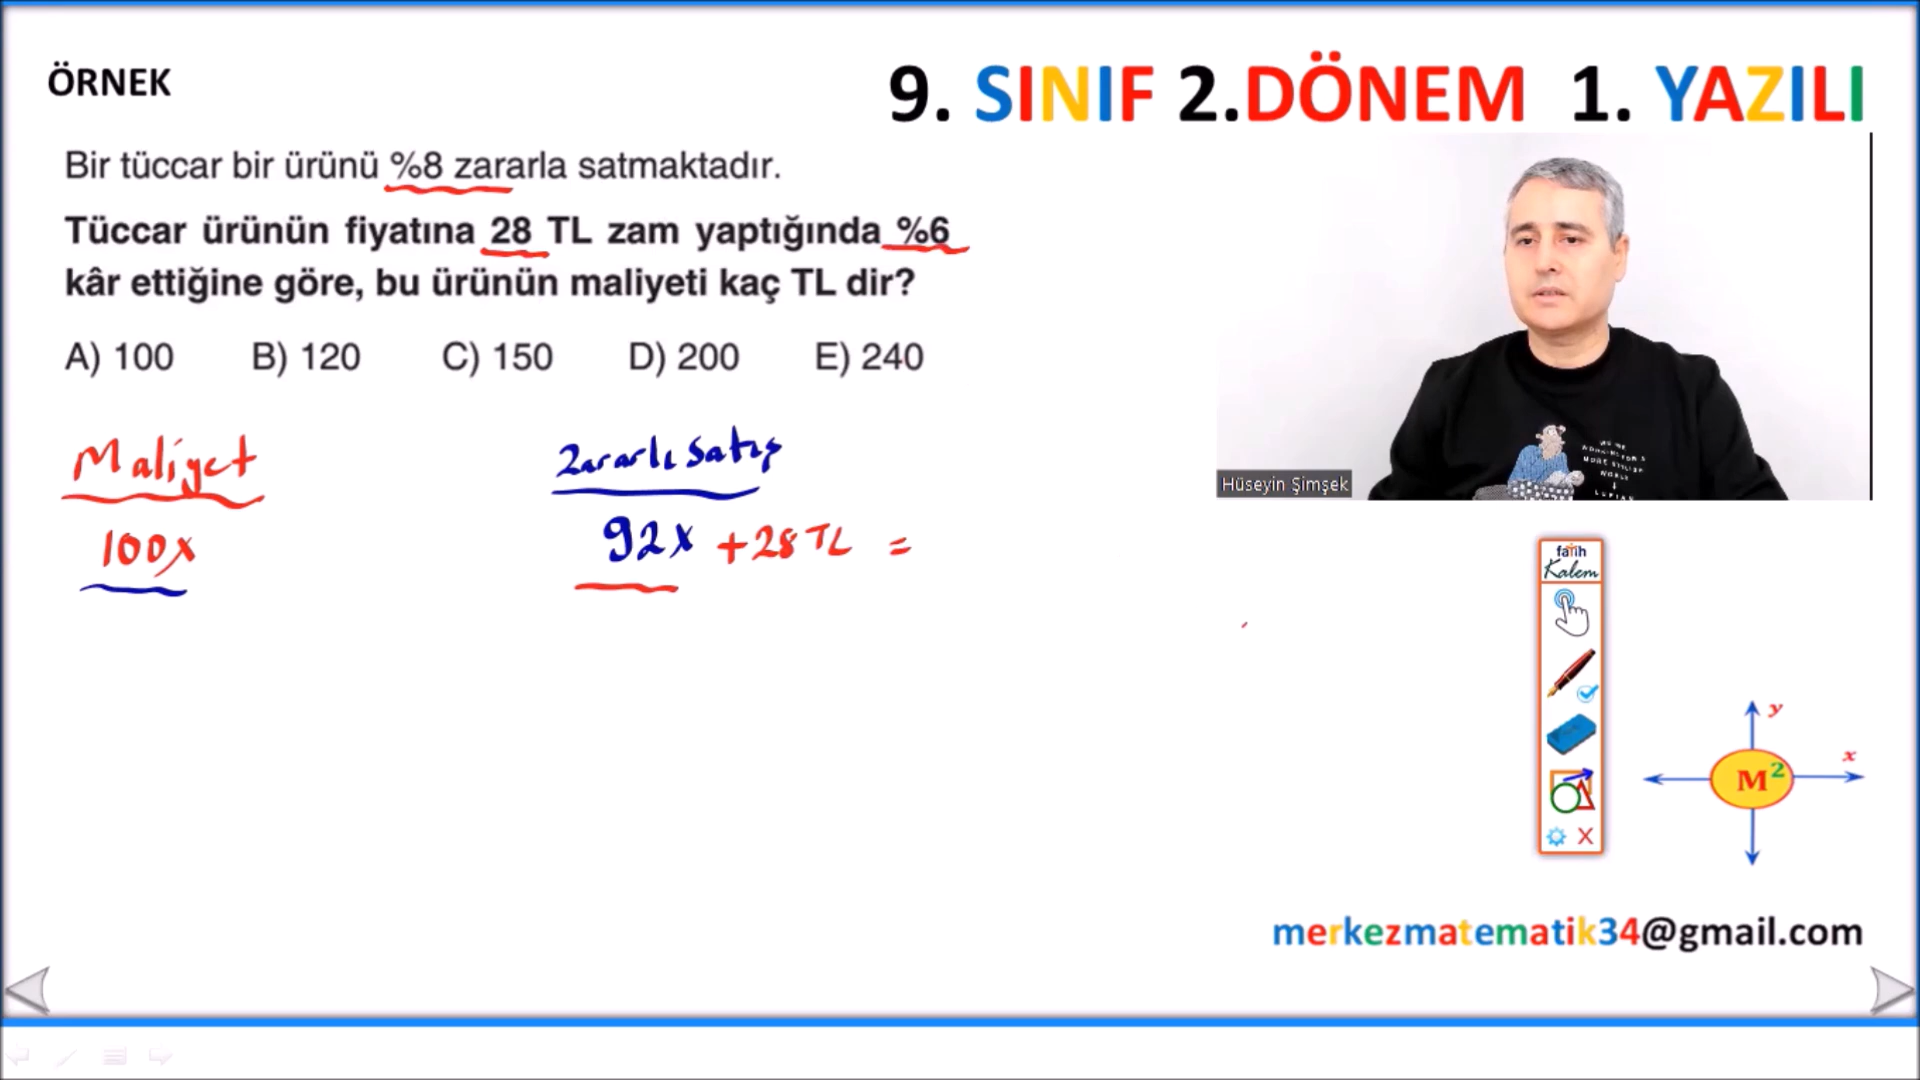 ÖRNEK
9. SINIF 2.DÖNEM 1. YAZILI
Bir tüccar bir ürünü %8 zararla satmaktadır.
Tüccar ürünün fiyatına 28 TL zam yaptığında %6
kâr ettiğine göre, bu ürünün maliyeti kaç TL dir?
A) 100 B) 120 C) 150 D) 200 E) 240
Maliyet
Zararlı Satış
100x
92x +28 TL =
Hüseyin Şimşek
fatih
Kalem
y
x
M²
merkezmatematik34@gmail.com